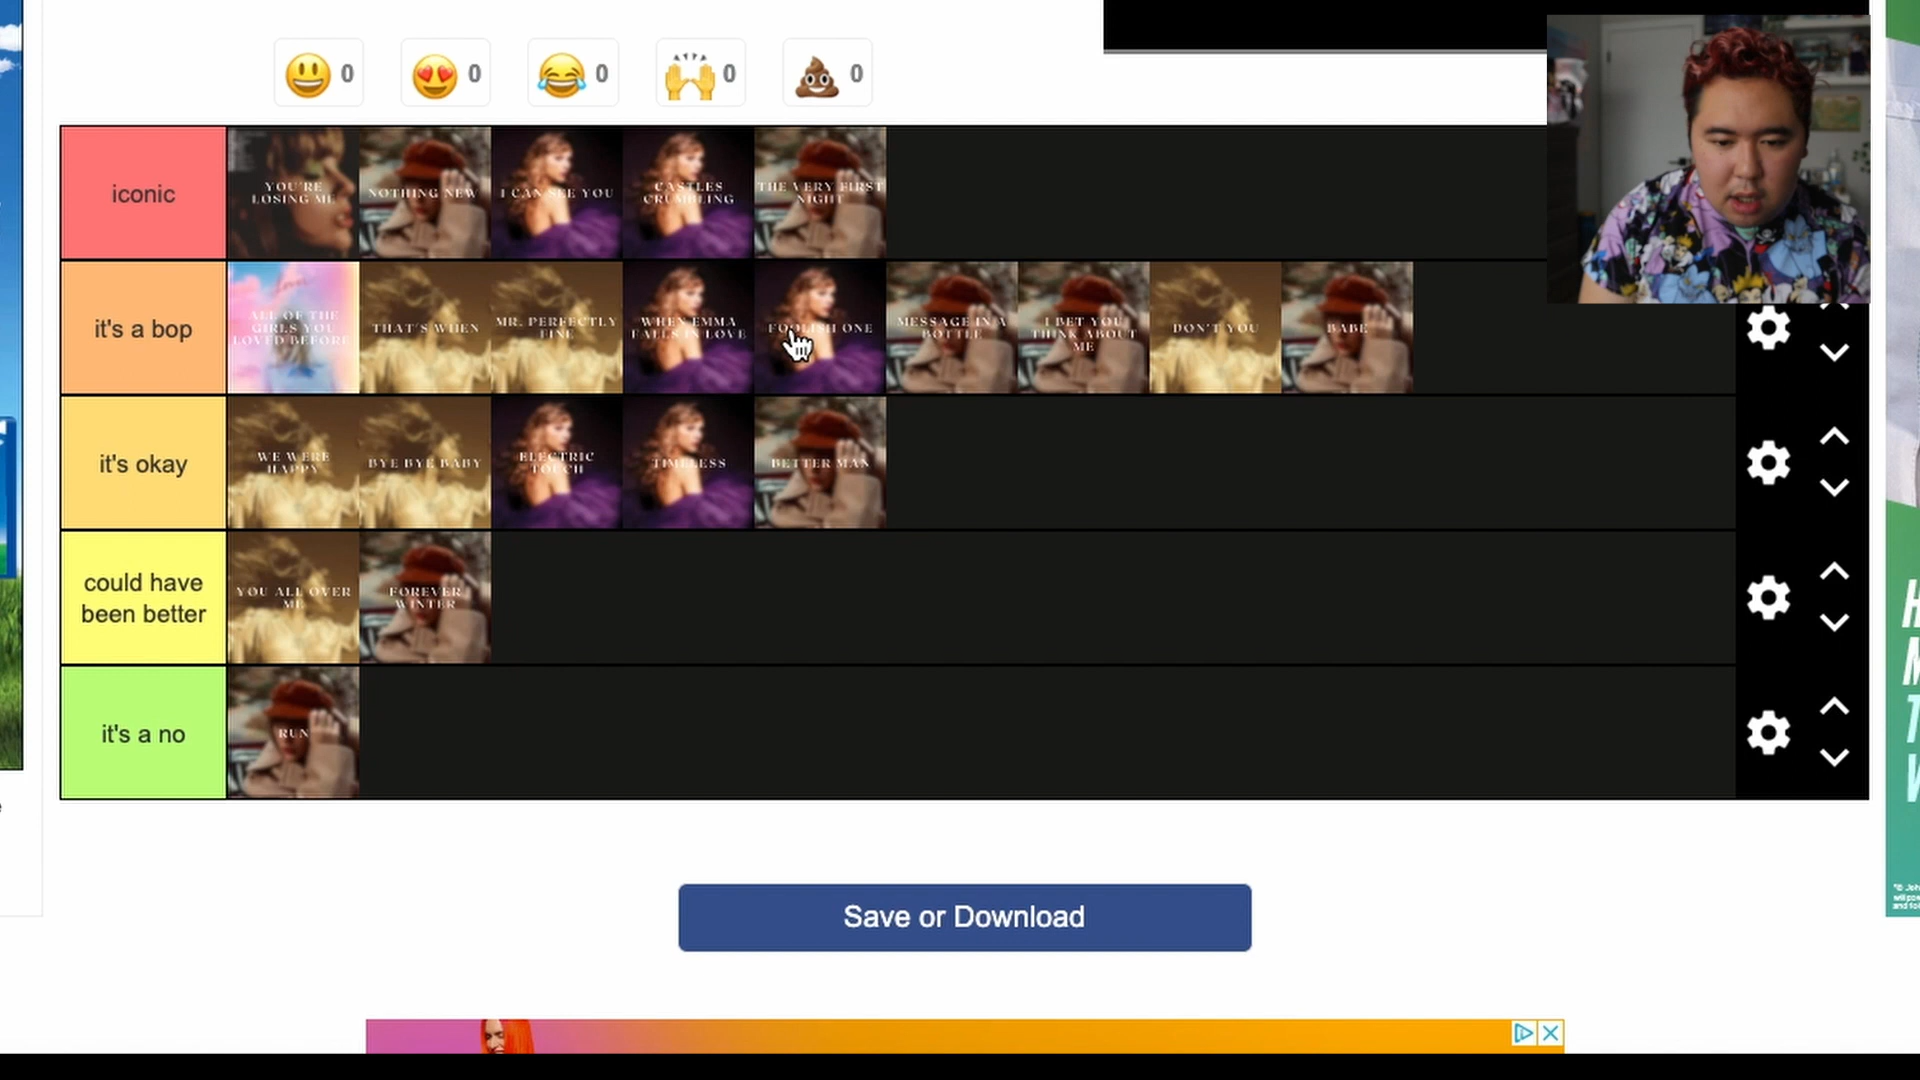 0 0 0 0 0
iconic
YOU'RE
LOSING ME
NOTHING NEW
I CAN SEE YOU
CASTLES
CRUMBLING
THE VERY FIRST
NIGHT
it's a bop
ALL OF THE
GIRLS YOU
LOVED BEFORE
THAT'S WHEN
MR. PERFECTLY
FINE
WHEN EMMA
FALLS IN LOVE
FOOLISH ONE
MESSAGE IN A
BOTTLE
I BET YOU
THINK ABOUT
ME
DON'T YOU
BABE
it's okay
WE WERE
HAPPY
BYE BYE BABY
ELECTRIC
TOUCH
TIMELESS
BETTER MAN
could have
been better
YOU ALL OVER
ME
FOREVER
WINTER
it's a no
RUN
Save or Download